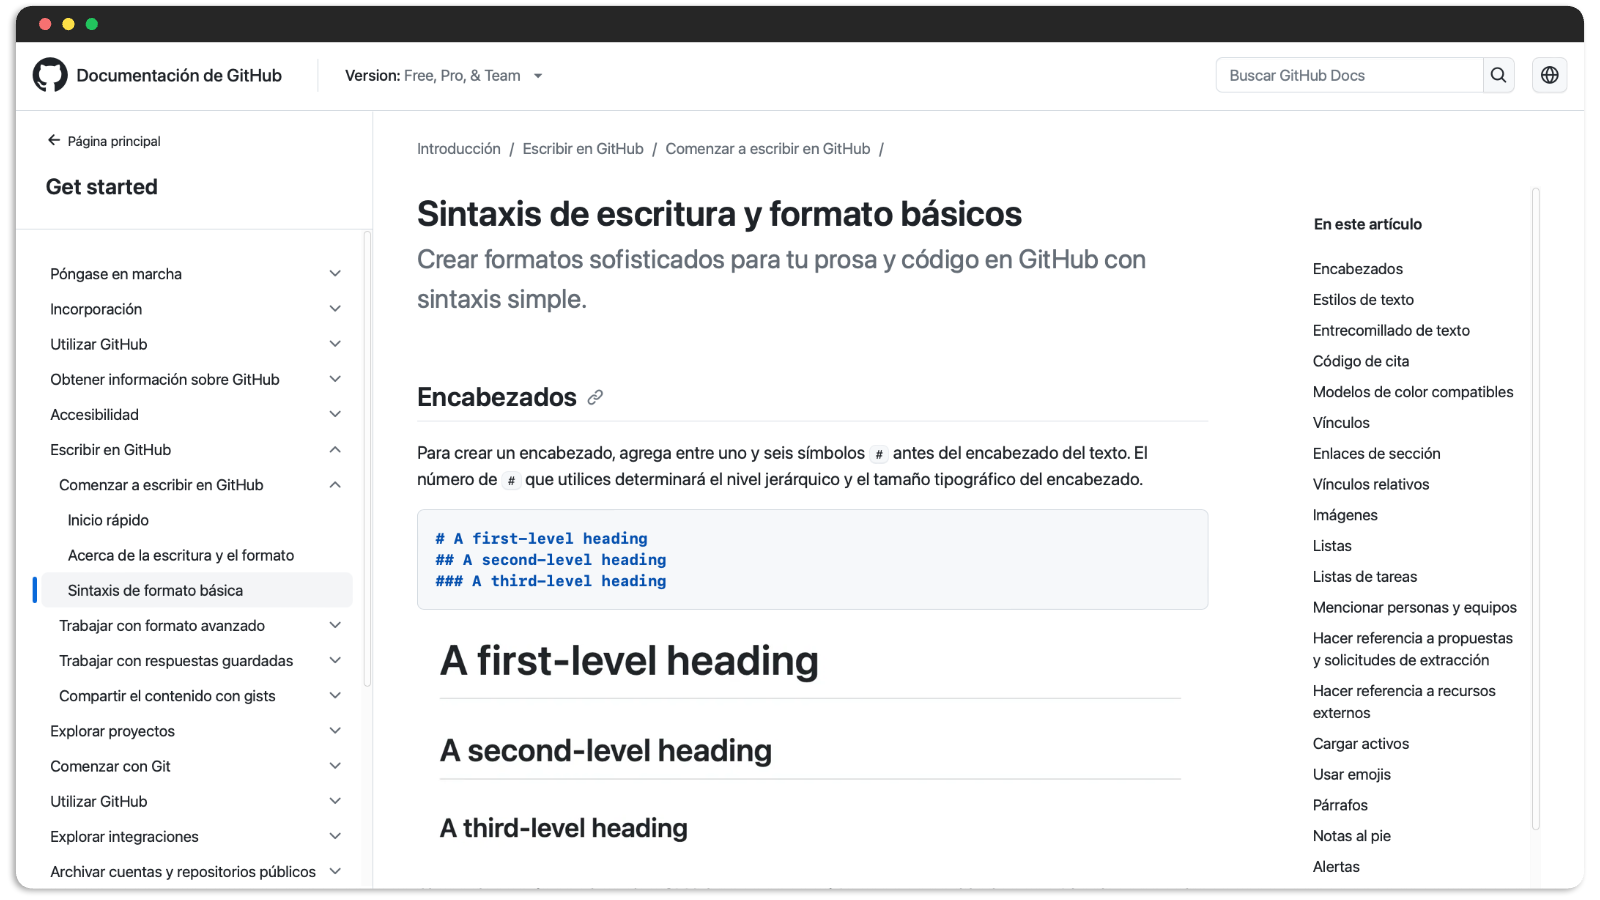 Documentación de GitHub
Version: Free, Pro, & Team
Buscar GitHub Docs
Página principal
Get started
Póngase en marcha
Incorporación
Utilizar GitHub
Obtener información sobre GitHub
Accesibilidad
Escribir en GitHub
Comenzar a escribir en GitHub
Inicio rápido
Acerca de la escritura y el formato
Sintaxis de formato básica
Trabajar con formato avanzado
Trabajar con respuestas guardadas
Compartir el contenido con gists
Explorar proyectos
Comenzar con Git
Utilizar GitHub
Explorar integraciones
Archivar cuentas y repositorios públicos
Introducción / Escribir en GitHub / Comenzar a escribir en GitHub /
Sintaxis de escritura y formato básicos
Crear formatos sofisticados para tu prosa y código en GitHub con
sintaxis simple.
Encabezados
Para crear un encabezado, agrega entre uno y seis símbolos # antes del encabezado del texto. El
número de # que utilices determinará el nivel jerárquico y el tamaño tipográfico del encabezado.
# A first-level heading
## A second-level heading
### A third-level heading
A first-level heading
A second-level heading
A third-level heading
En este artículo
Encabezados
Estilos de texto
Entrecomillado de texto
Código de cita
Modelos de color compatibles
Vínculos
Enlaces de sección
Vínculos relativos
Imágenes
Listas
Listas de tareas
Mencionar personas y equipos
Hacer referencia a propuestas
y solicitudes de extracción
Hacer referencia a recursos
externos
Cargar activos
Usar emojis
Párrafos
Notas al pie
Alertas